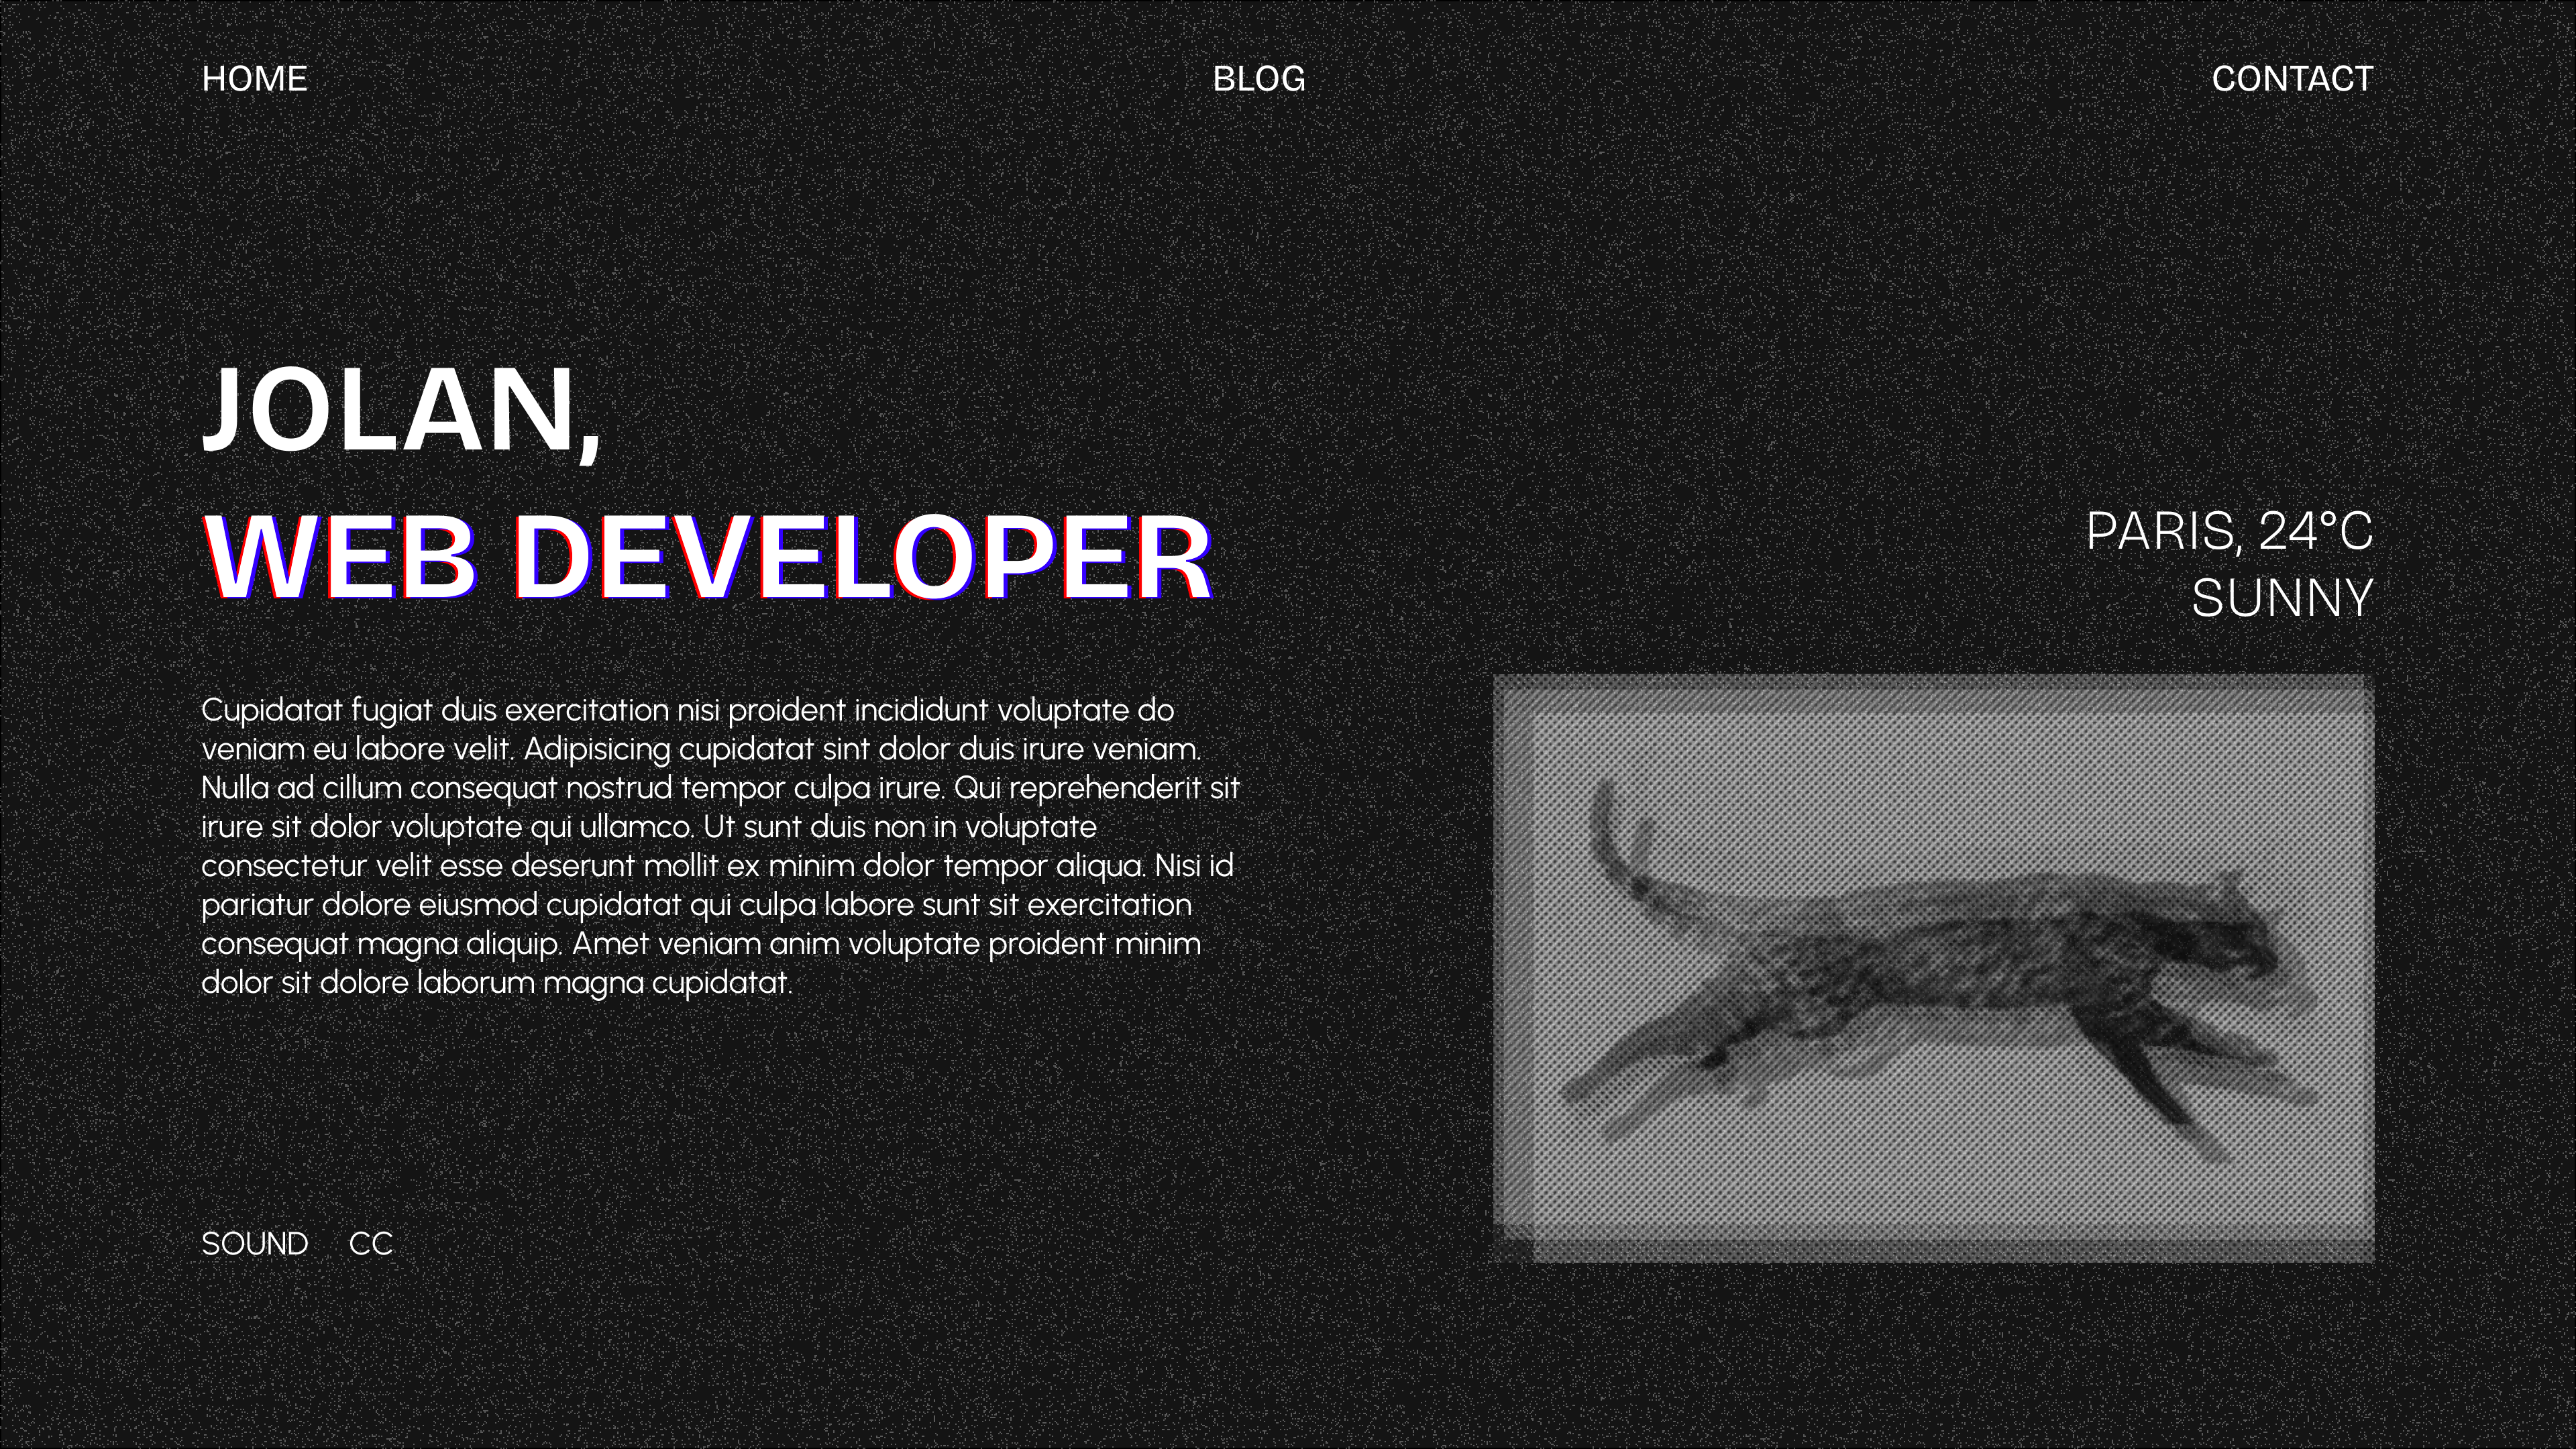 HOME BLOG CONTACT
JOLAN,
WEB DEVELOPER
PARIS, 24°C
SUNNY
Cupidatat fugiat duis exercitation nisi proident incididunt voluptate do
veniam eu labore velit. Adipisicing cupidatat sint dolor duis irure veniam.
Nulla ad cillum consequat nostrud tempor culpa irure. Qui reprehenderit sit
irure sit dolor voluptate qui ullamco. Ut sunt duis non in voluptate
consectetur velit esse deserunt mollit ex minim dolor tempor aliqua. Nisi id
pariatur dolore eiusmod cupidatat qui culpa labore sunt sit exercitation
consequat magna aliquip. Amet veniam anim voluptate proident minim
dolor sit dolore laborum magna cupidatat.
SOUND CC